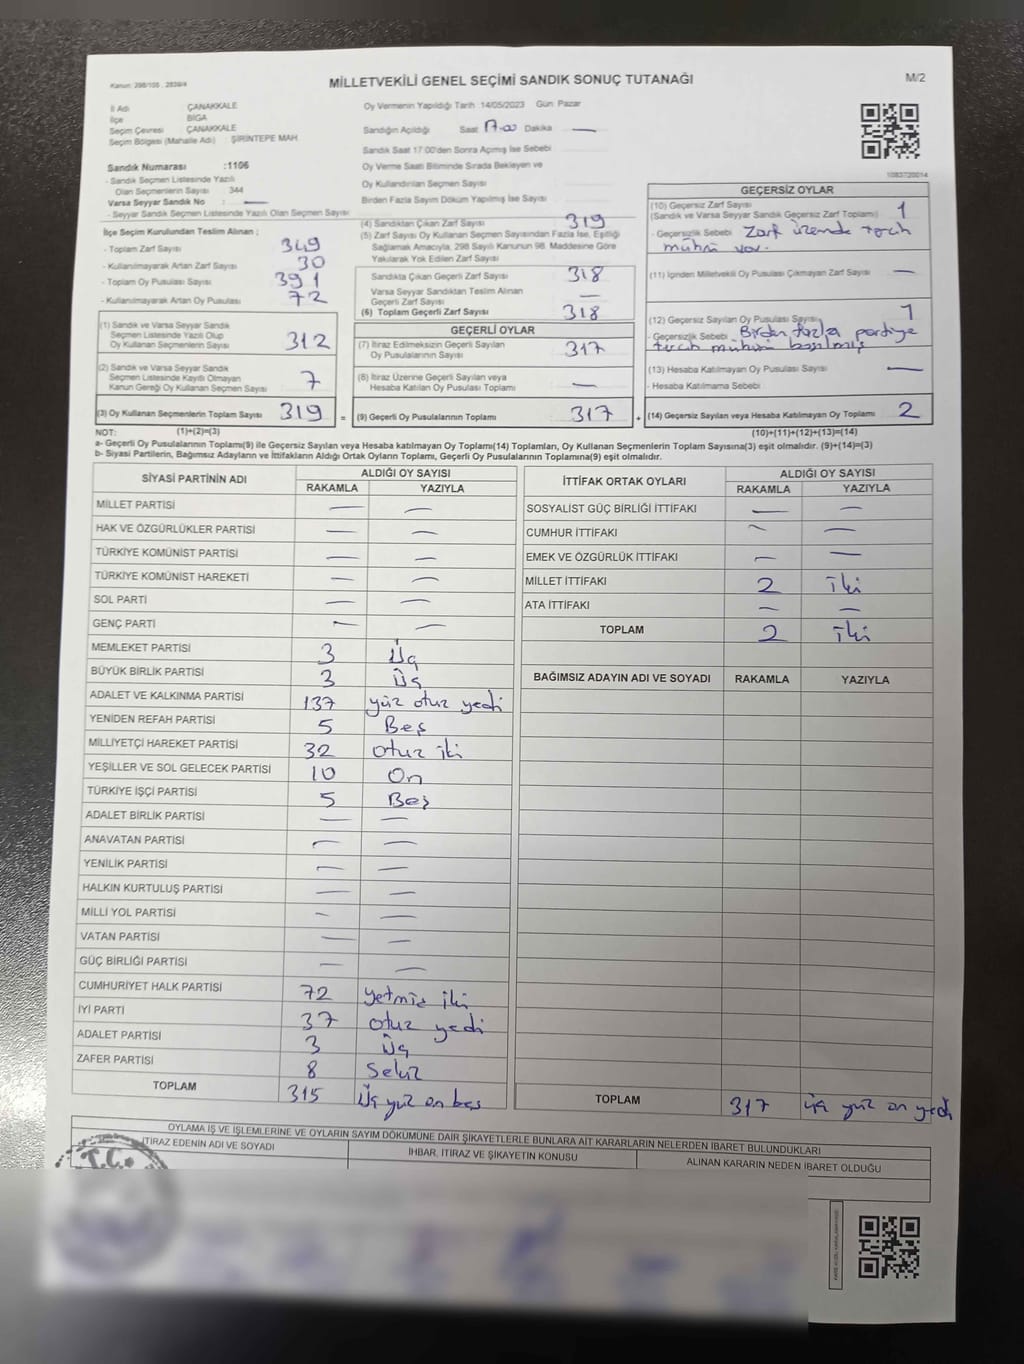 Kanun: 298/105 , 2839/4
MİLLETVEKİLİ GENEL SEÇİMİ SANDIK SONUÇ TUTANAĞI
M/2
İl Adı ÇANAKKALE
İlçe BİGA
Seçim Çevresi ÇANAKKALE
Seçim Bölgesi (Mahalle Adı) ŞİRİNTEPE MAH.
Sandık Numarası :1106
- Sandık Seçmen Listesinde Yazılı
Olan Seçmenlerin Sayısı : 344
Varsa Seyyar Sandık No : —
- Seyyar Sandık Seçmen Listesinde Yazılı Olan Seçmen Sayısı
Oy Vermenin Yapıldığı Tarih :14/05/2023 Gün: Pazar
Sandığın Açıldığı Saat 17.00 Dakika —
Sandık Saat 17:00'den Sonra Açımış İse Sebebi
Oy Verme Saati Bitiminde Sırada Bekleyen ve
Oy Kullandırılan Seçmen Sayısı
Birden Fazla Sayım Döküm Yapılmış İse Sayısı
1083720014
İlçe Seçim Kurulundan Teslim Alınan ;
- Toplam Zarf Sayısı 349
- Kullanılmayarak Artan Zarf Sayısı 30
- Toplam Oy Pusulası Sayısı 391
- Kullanılmayarak Artan Oy Pusulası 72
(1) Sandık ve Varsa Seyyar Sandık
Seçmen Listesinde Yazılı Olup
Oy Kullanan Seçmenlerin Sayısı 312
(2) Sandık ve Varsa Seyyar Sandık
Seçmen Listesinde Kayıtlı Olmayan
Kanun Gereği Oy Kullanan Seçmen Sayısı 7
(3) Oy Kullanan Seçmenlerin Toplam Sayısı 319 =
(4) Sandıktan Çıkan Zarf Sayısı 319
(5) Zarf Sayısı Oy Kullanan Seçmen Sayısından Fazla İse, Eşitliği
Sağlamak Amacıyla, 298 Sayılı Kanunun 98. Maddesine Göre
Yakılarak Yok Edilen Zarf Sayısı
Sandıkta Çıkan Geçerli Zarf Sayısı 318
Varsa Seyyar Sandıktan Teslim Alınan
Geçerli Zarf Sayısı —
(6) Toplam Geçerli Zarf Sayısı 318
GEÇERLİ OYLAR
(7) İtiraz Edilmeksizin Geçerli Sayılan
Oy Pusulalarının Sayısı 317
(8) İtiraz Üzerine Geçerli Sayılan veya
Hesaba Katılan Oy Pusulası Toplamı —
(9) Geçerli Oy Pusulalarının Toplamı 317 +
GEÇERSİZ OYLAR
(10) Geçersiz Zarf Sayısı
(Sandık ve Varsa Seyyar Sandık Geçersiz Zarf Toplamı) 1
- Geçersizlik Sebebi Zarf üzerinde tercih
mührü var.
(11) İçinden Milletvekili Oy Pusulası Çıkmayan Zarf Sayısı —
(12) Geçersiz Sayılan Oy Pusulası Sayısı 1
- Geçersizlik Sebebi Birden fazla partiye
tercih mührü basılmış
(13) Hesaba Katılmayan Oy Pusulası Sayısı —
- Hesaba Katılmama Sebebi
(14) Geçersiz Sayılan veya Hesaba Katılmayan Oy Toplamı 2
NOT: (1)+(2)=(3) (10)+(11)+(12)+(13)=(14)
a- Geçerli Oy Pusulalarının Toplamı(9) ile Geçersiz Sayılan veya Hesaba katılmayan Oy Toplamı(14) Toplamları, Oy Kullanan Seçmenlerin Toplam Sayısına(3) eşit olmalıdır. (9)+(14)=(3)
b- Siyasi Partilerin, Bağımsız Adayların ve İttifakların Aldığı Ortak Oyların Toplamı, Geçerli Oy Pusulalarının Toplamına(9) eşit olmalıdır.
SİYASİ PARTİNİN ADI ALDIĞI OY SAYISI
RAKAMLA YAZIYLA
MİLLET PARTİSİ — —
HAK VE ÖZGÜRLÜKLER PARTİSİ — —
TÜRKİYE KOMÜNİST PARTİSİ — —
TÜRKİYE KOMÜNİST HAREKETİ — —
SOL PARTİ — —
GENÇ PARTİ — —
MEMLEKET PARTİSİ 3 Üç
BÜYÜK BİRLİK PARTİSİ 3 Üç
ADALET VE KALKINMA PARTİSİ 137 yüz otuz yedi
YENİDEN REFAH PARTİSİ 5 Beş
MİLLİYETÇİ HAREKET PARTİSİ 32 otuz iki
YEŞİLLER VE SOL GELECEK PARTİSİ 10 On
TÜRKİYE İŞÇİ PARTİSİ 5 Beş
ADALET BİRLİK PARTİSİ — —
ANAVATAN PARTİSİ — —
YENİLİK PARTİSİ — —
HALKIN KURTULUŞ PARTİSİ — —
MİLLİ YOL PARTİSİ — —
VATAN PARTİSİ — —
GÜÇ BİRLİĞİ PARTİSİ — —
CUMHURİYET HALK PARTİSİ 72 yetmiş iki
İYİ PARTİ 37 otuz yedi
ADALET PARTİSİ 3 Üç
ZAFER PARTİSİ 8 Sekiz
TOPLAM 315 Üç yüz on beş
İTTİFAK ORTAK OYLARI ALDIĞI OY SAYISI
RAKAMLA YAZIYLA
SOSYALİST GÜÇ BİRLİĞİ İTTİFAKI — —
CUMHUR İTTİFAKI — —
EMEK VE ÖZGÜRLÜK İTTİFAKI — —
MİLLET İTTİFAKI 2 iki
ATA İTTİFAKI — —
TOPLAM 2 iki
BAĞIMSIZ ADAYIN ADI VE SOYADI RAKAMLA YAZIYLA
TOPLAM 317 üç yüz on yedi
OYLAMA İŞ VE İŞLEMLERİNE VE OYLARIN SAYIM DÖKÜMÜNE DAİR ŞİKAYETLERLE BUNLARA AİT KARARLARIN NELERDEN İBARET BULUNDUKLARI
İTİRAZ EDENİN ADI VE SOYADI İHBAR, İTİRAZ VE ŞİKAYETİN KONUSU ALINAN KARARIN NEDEN İBARET OLDUĞU
T.C.